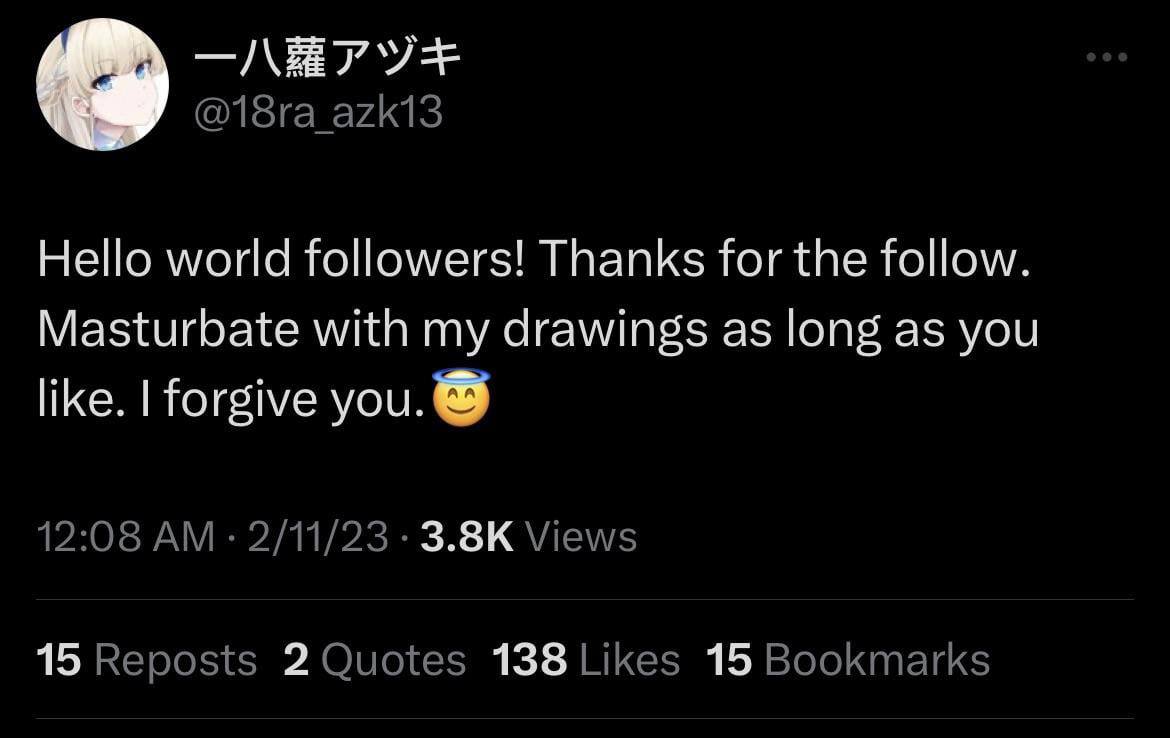 一八蘿アヅキ
@18ra_azk13
Hello world followers! Thanks for the follow.
Masturbate with my drawings as long as you
like. I forgive you.😇
12:08 AM · 2/11/23 · 3.8K Views
15 Reposts 2 Quotes 138 Likes 15 Bookmarks